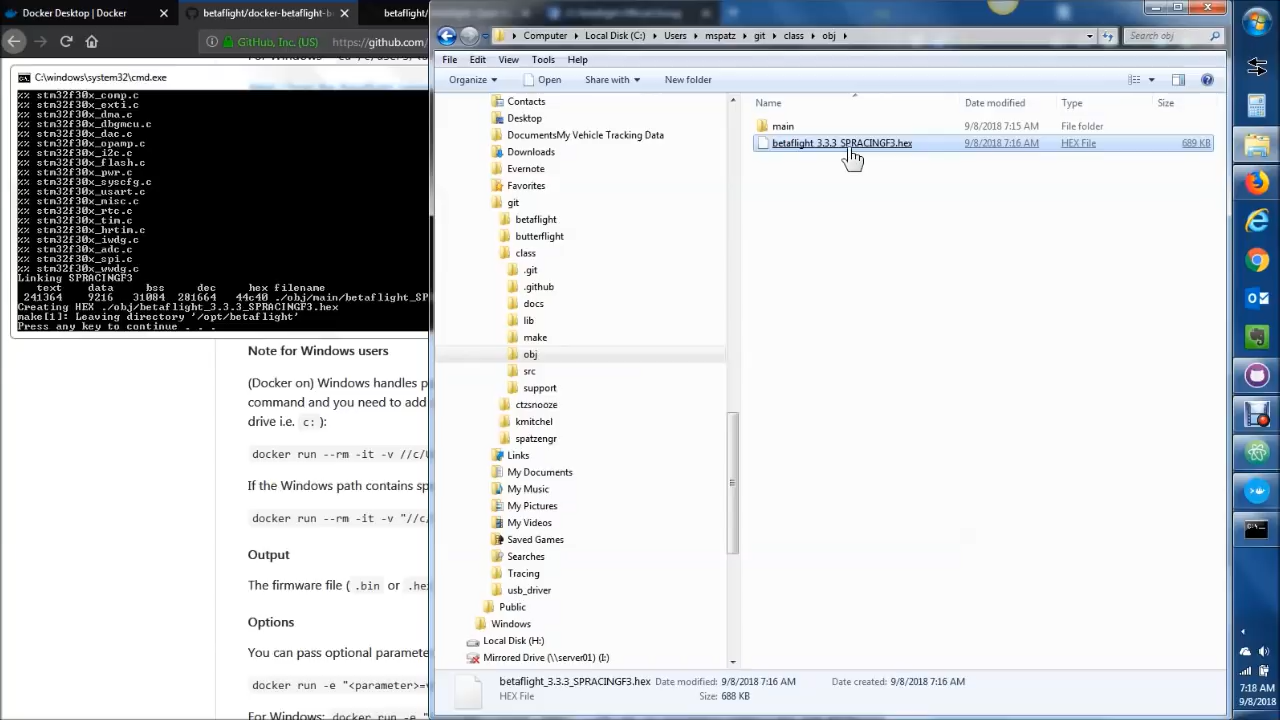 Docker Desktop | Docker
betaflight/docker-betaflight-b
betaflight/
GitHub, Inc. (US)
https://github.com/
C:\windows\system32\cmd.exe
%% stm32f30x_comp.c
%% stm32f30x_exti.c
%% stm32f30x_dma.c
%% stm32f30x_dbgmcu.c
%% stm32f30x_dac.c
%% stm32f30x_opamp.c
%% stm32f30x_i2c.c
%% stm32f30x_flash.c
%% stm32f30x_pwr.c
%% stm32f30x_syscfg.c
%% stm32f30x_usart.c
%% stm32f30x_misc.c
%% stm32f30x_rtc.c
%% stm32f30x_tim.c
%% stm32f30x_hrtim.c
%% stm32f30x_iwdg.c
%% stm32f30x_adc.c
%% stm32f30x_spi.c
%% stm32f30x_wwdg.c
Linking SPRACINGF3
text data bss dec hex filename
241364 9216 31084 281664 44c40 ./obj/main/betaflight_SP
Creating HEX ./obj/betaflight_3.3.3_SPRACINGF3.hex
make[1]: Leaving directory '/opt/betaflight'
Press any key to continue . . .
Note for Windows users
(Docker on) Windows handles p
command and you need to add
drive i.e. c: ):
docker run --rm -it -v //c/U
If the Windows path contains sp
docker run --rm -it -v "//c/
Output
The firmware file ( .bin or .hex
Options
You can pass optional paramete
docker run -e "<parameter>=v
For Windows: docker run -e "
Computer
Local Disk (C:)
Users
mspatz
git
class
obj
Search obj
File Edit View Tools Help
Organize
Open
Share with
New folder
Contacts
Desktop
DocumentsMy Vehicle Tracking Data
Downloads
Evernote
Favorites
git
betaflight
butterflight
class
.git
.github
docs
lib
make
obj
src
support
ctzsnooze
kmitchel
spatzengr
Links
My Documents
My Music
My Pictures
My Videos
Saved Games
Searches
Tracing
usb_driver
Public
Windows
Local Disk (H:)
Mirrored Drive (\\server01) (I:)
Name Date modified Type Size
main 9/8/2018 7:15 AM File folder
betaflight_3.3.3_SPRACINGF3.hex 9/8/2018 7:16 AM HEX File 689 KB
betaflight_3.3.3_SPRACINGF3.hex Date modified: 9/8/2018 7:16 AM Date created: 9/8/2018 7:16 AM
HEX File Size: 688 KB
7:18 AM
9/8/2018